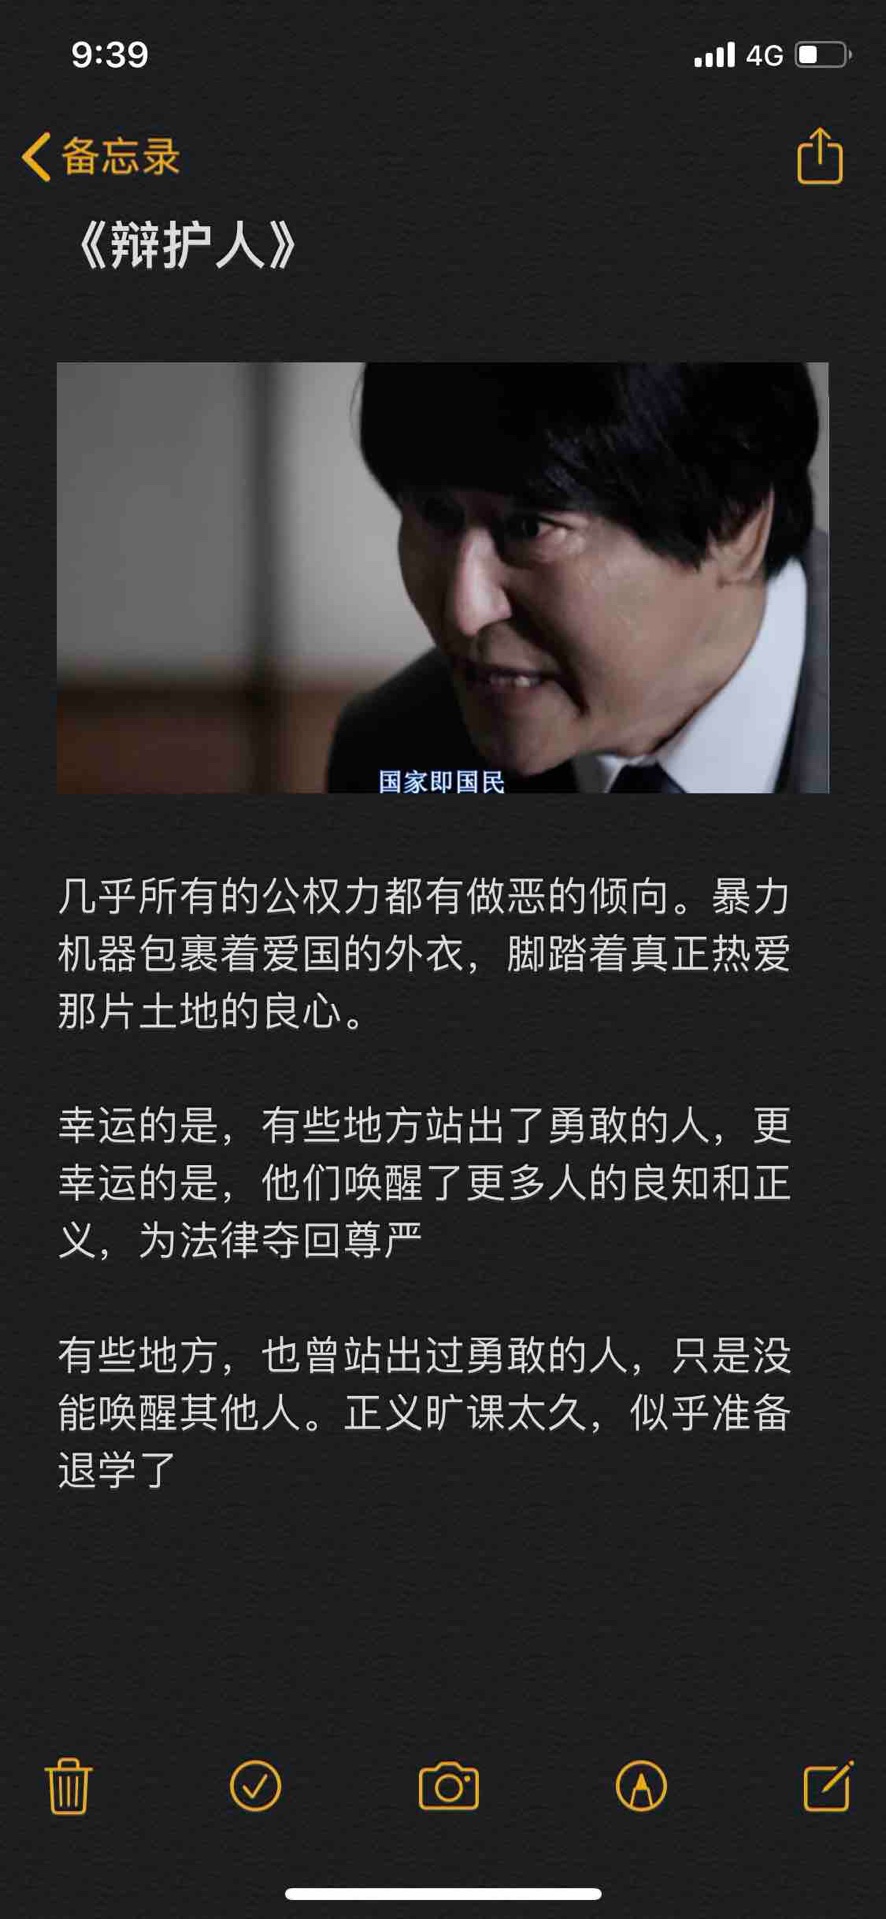 9:39
4G
备忘录
《辩护人》
国家即国民
几乎所有的公权力都有做恶的倾向。暴力
机器包裹着爱国的外衣，脚踏着真正热爱
那片土地的良心。
幸运的是，有些地方站出了勇敢的人，更
幸运的是，他们唤醒了更多人的良知和正
义，为法律夺回尊严
有些地方，也曾站出过勇敢的人，只是没
能唤醒其他人。正义旷课太久，似乎准备
退学了